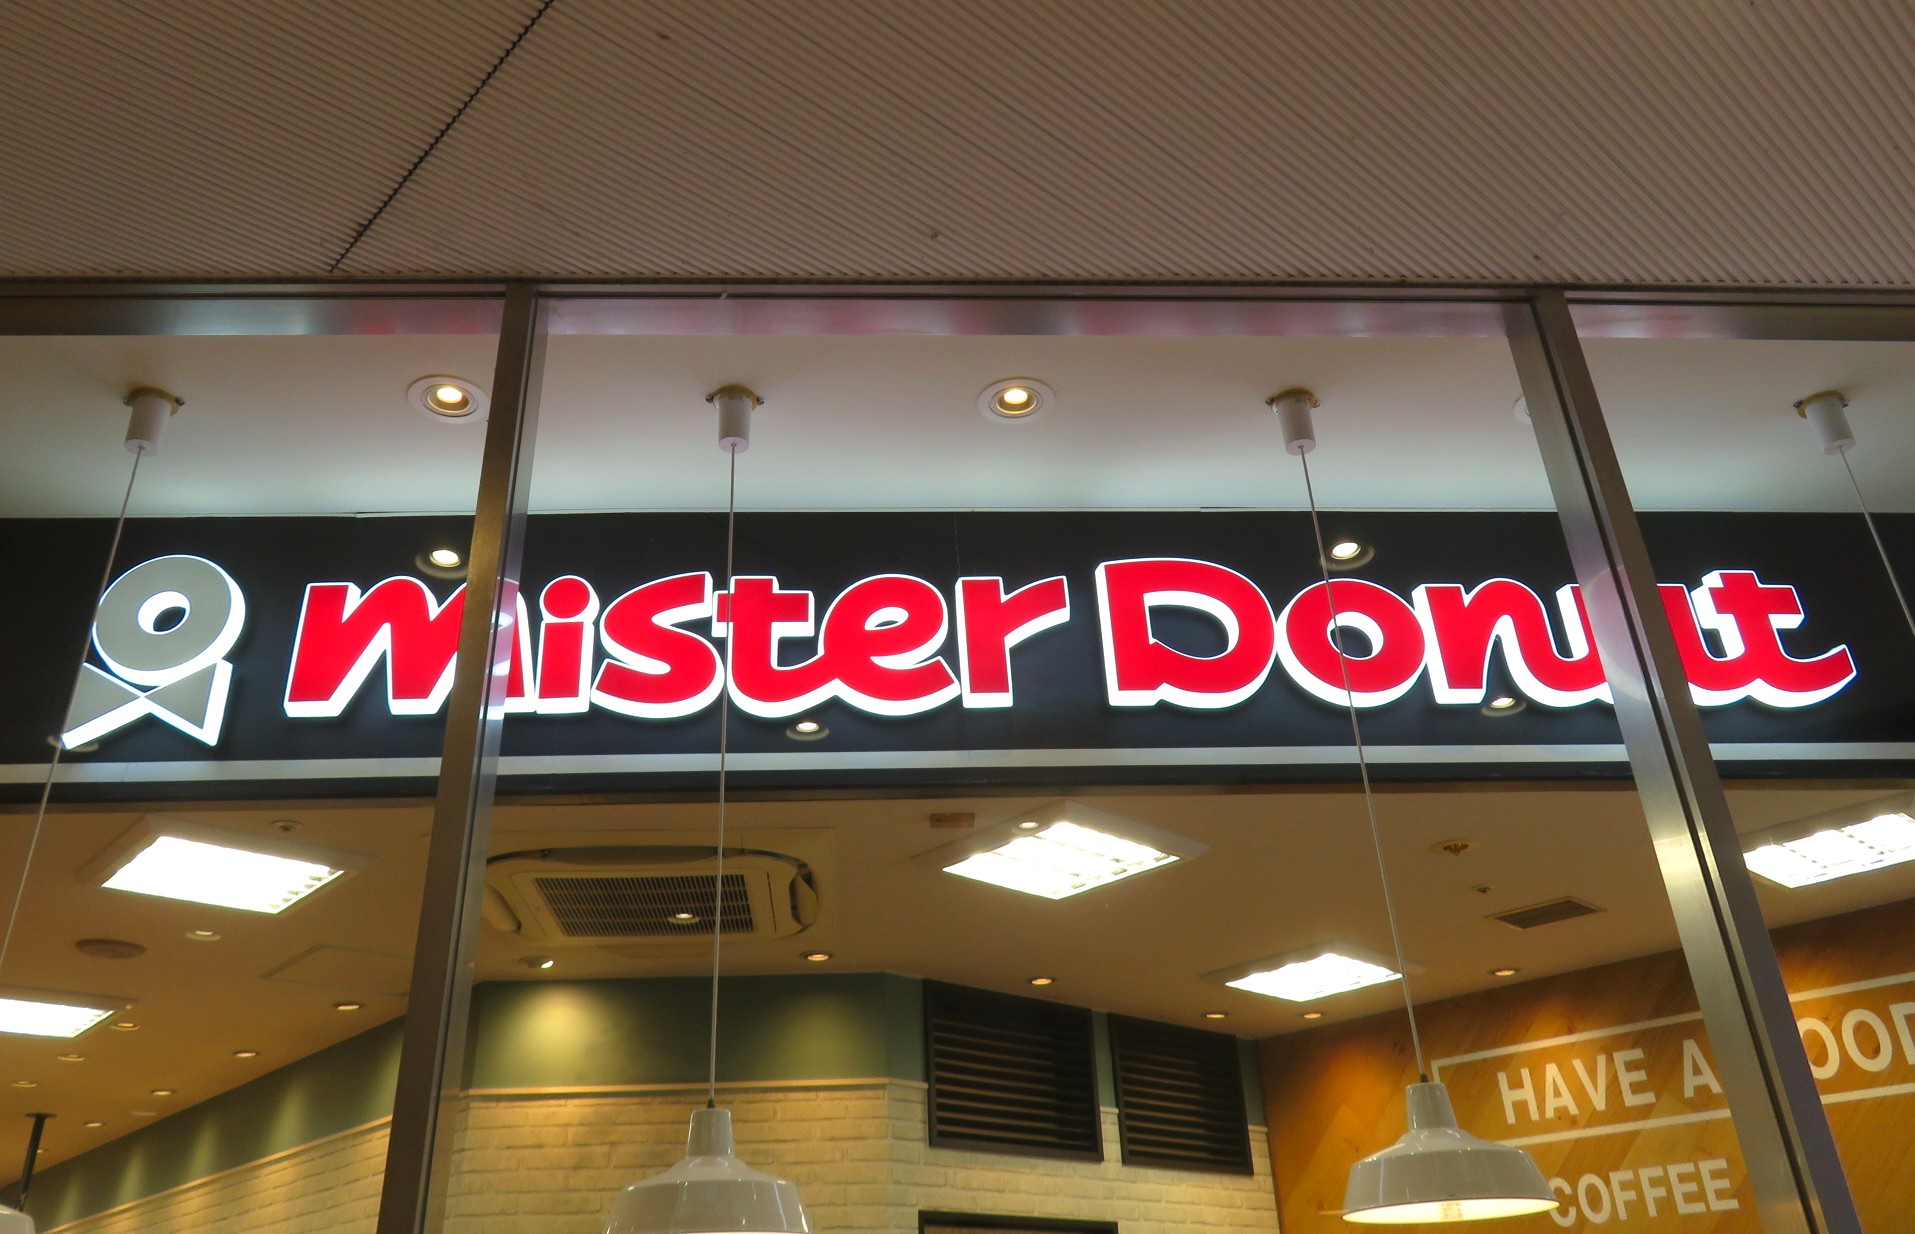 mister Donut
HAVE A
COFFEE